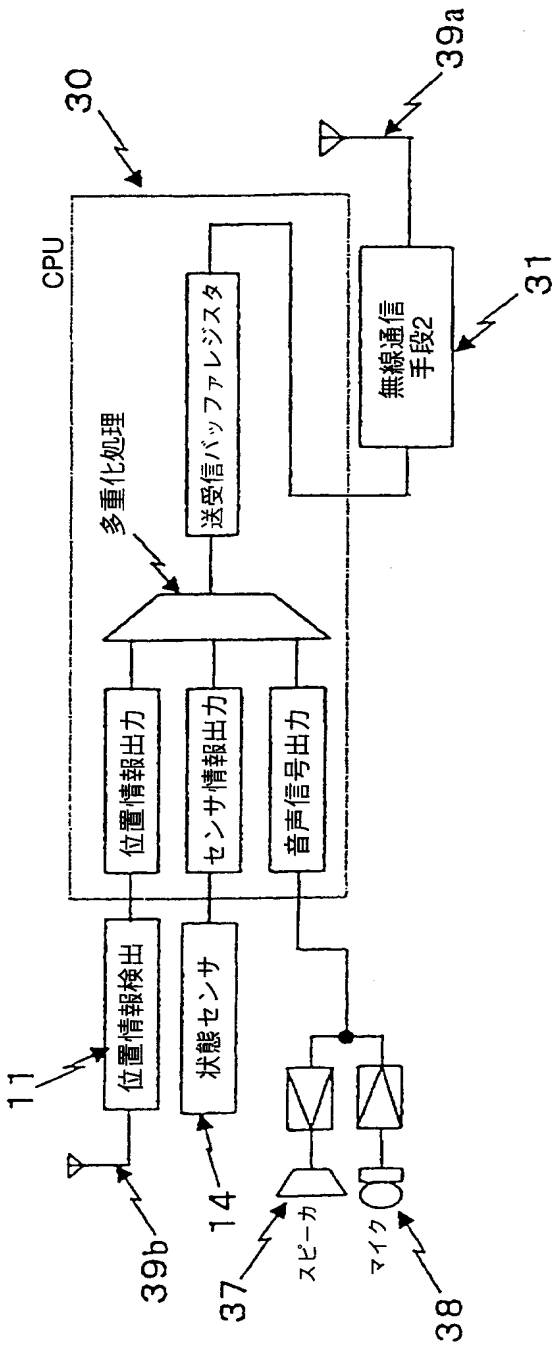 30
CPU
39a
多重化処理
送受信バッファレジスタ
無線通信
手段2
31
位置情報出力
センサ情報出力
音声信号出力
11
位置情報検出
39b
状態センサ
14
37
スピーカ
マイク
38